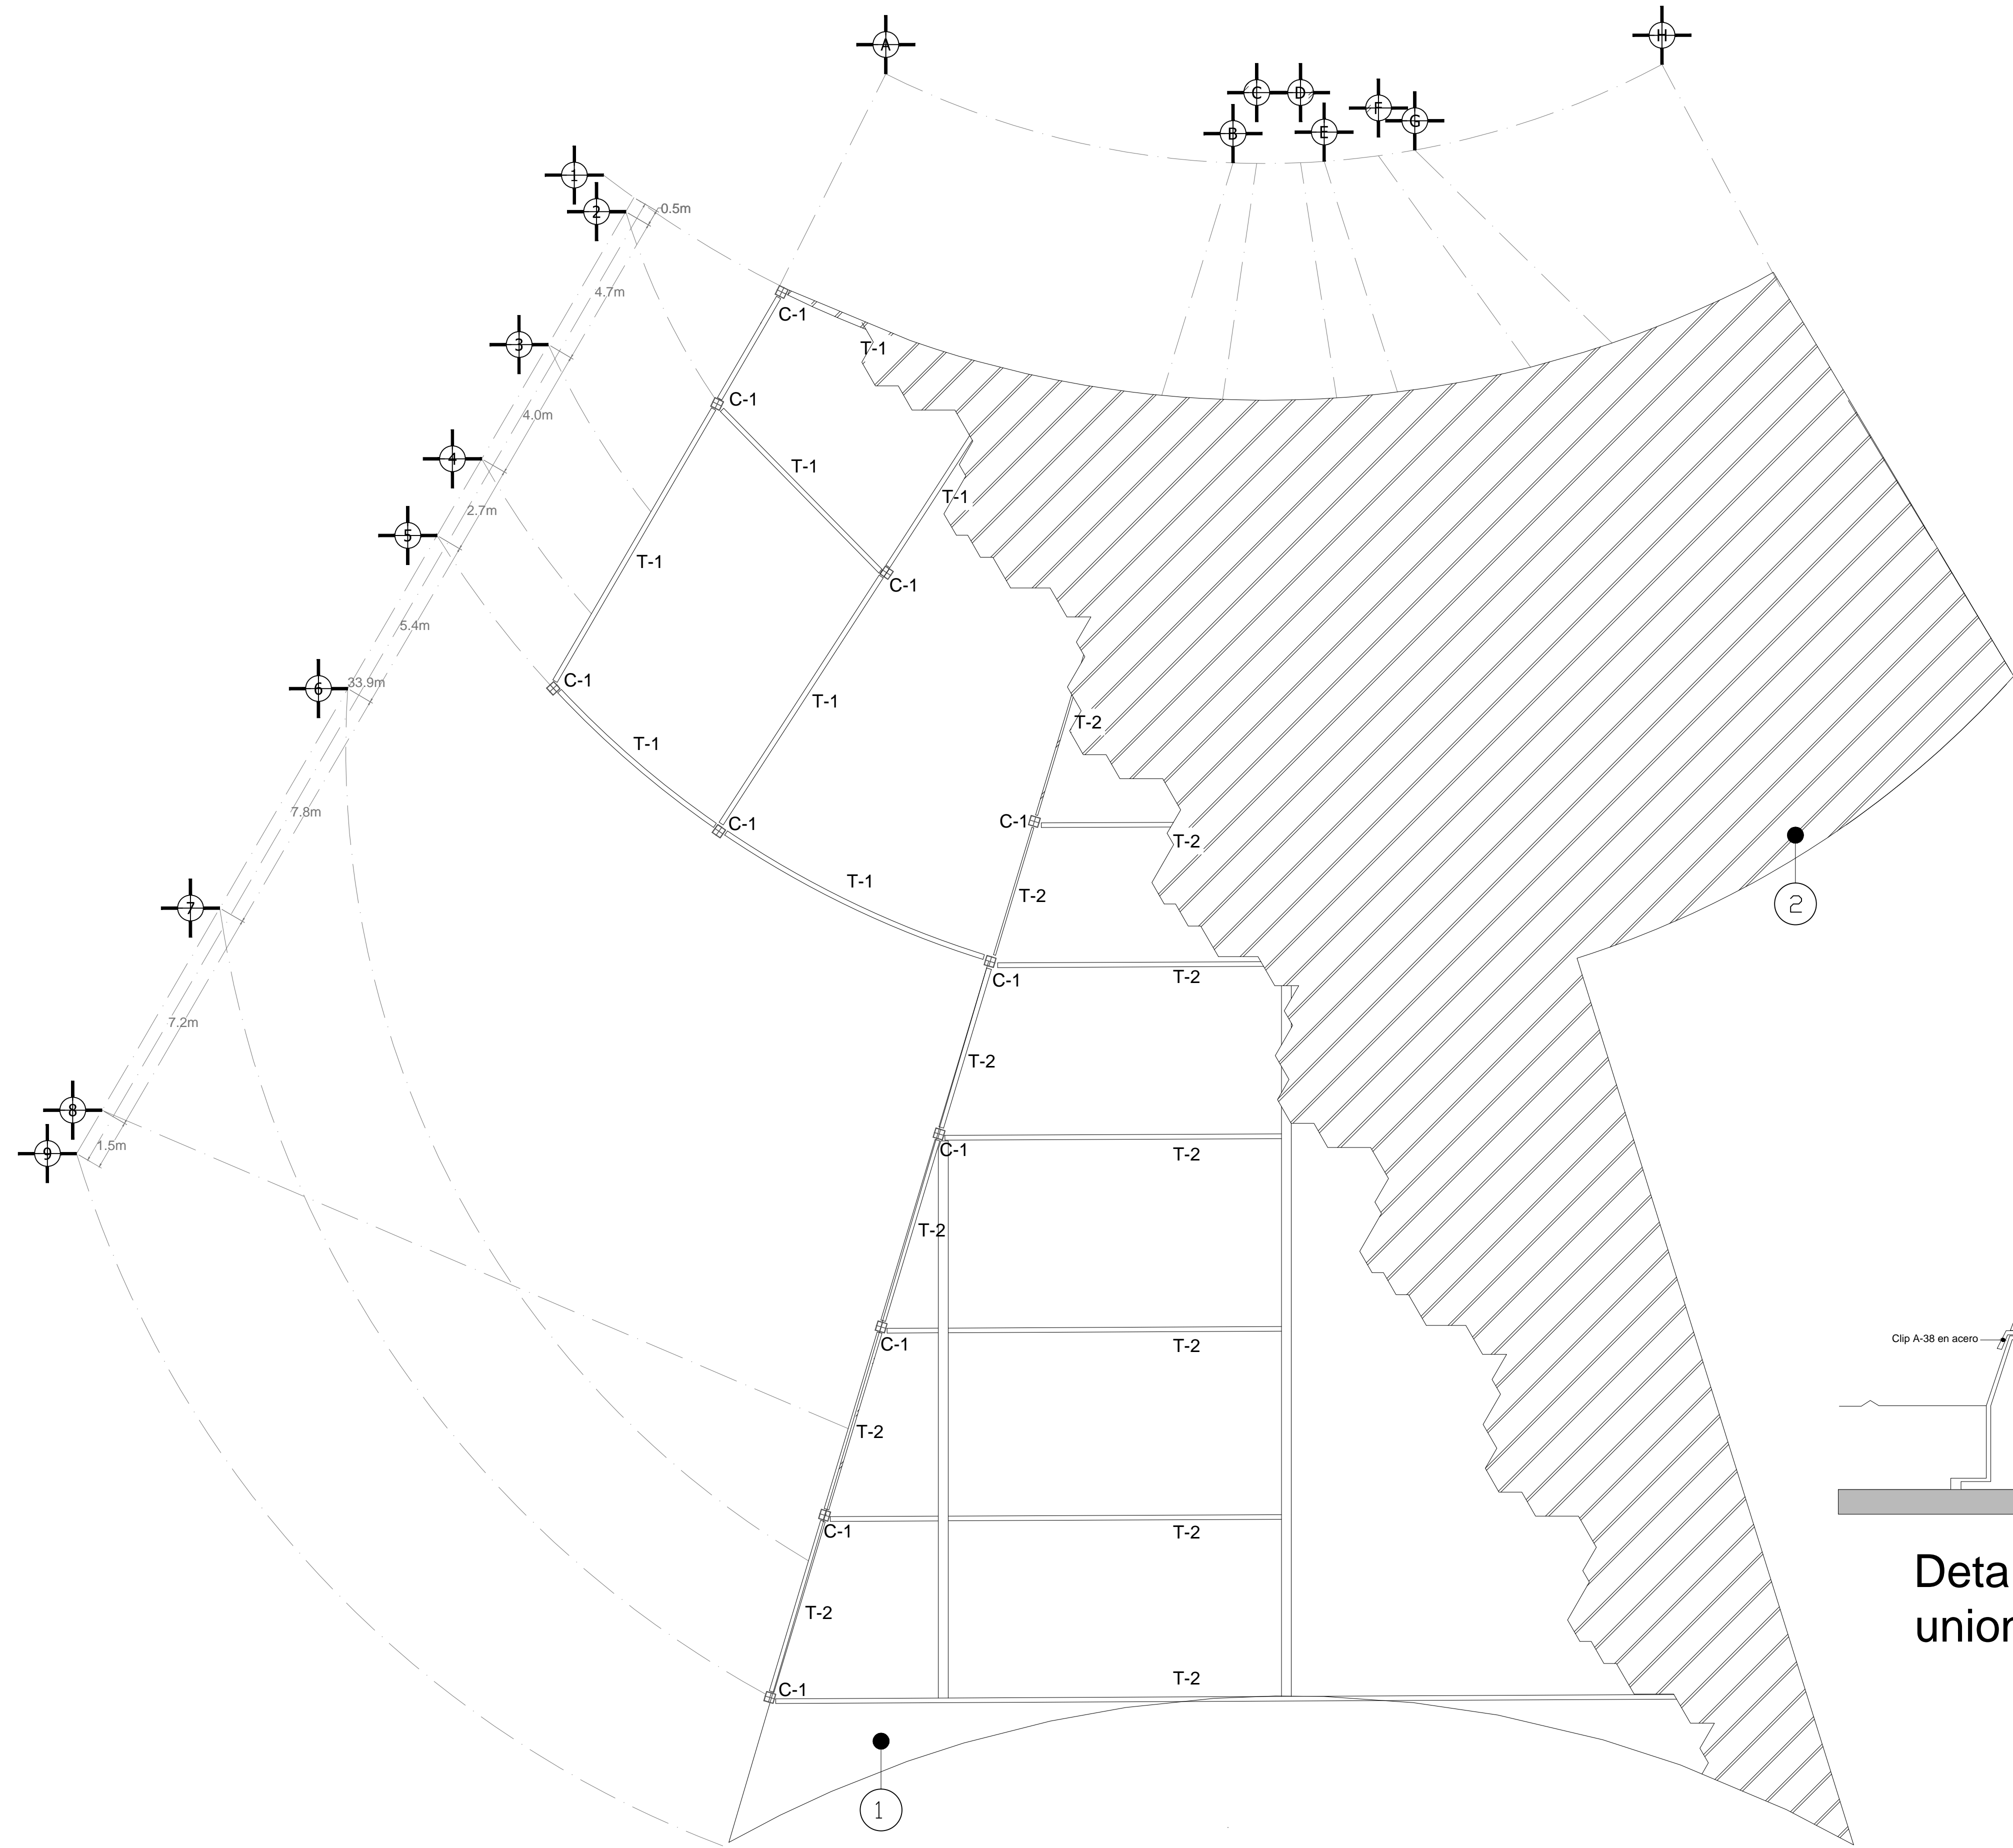 A
H
C
D
F
G
B
E
1
2
0.5m
4.7m
C-1
3
T-1
C-1
4.0m
4
T-1
T-1
2.7m
5
T-1
C-1
5.4m
C-1
6
33.9m
T-1
T-2
T-1
7.8m
C-1
C-1
T-2
T-1
T-2
7
2
C-1
T-2
7.2m
T-2
8
1.5m
9
C-1
T-2
T-2
C-1
T-2
Clip A-38 en acero
T-2
C-1
T-2
Deta
union
T-2
C-1
T-2
1